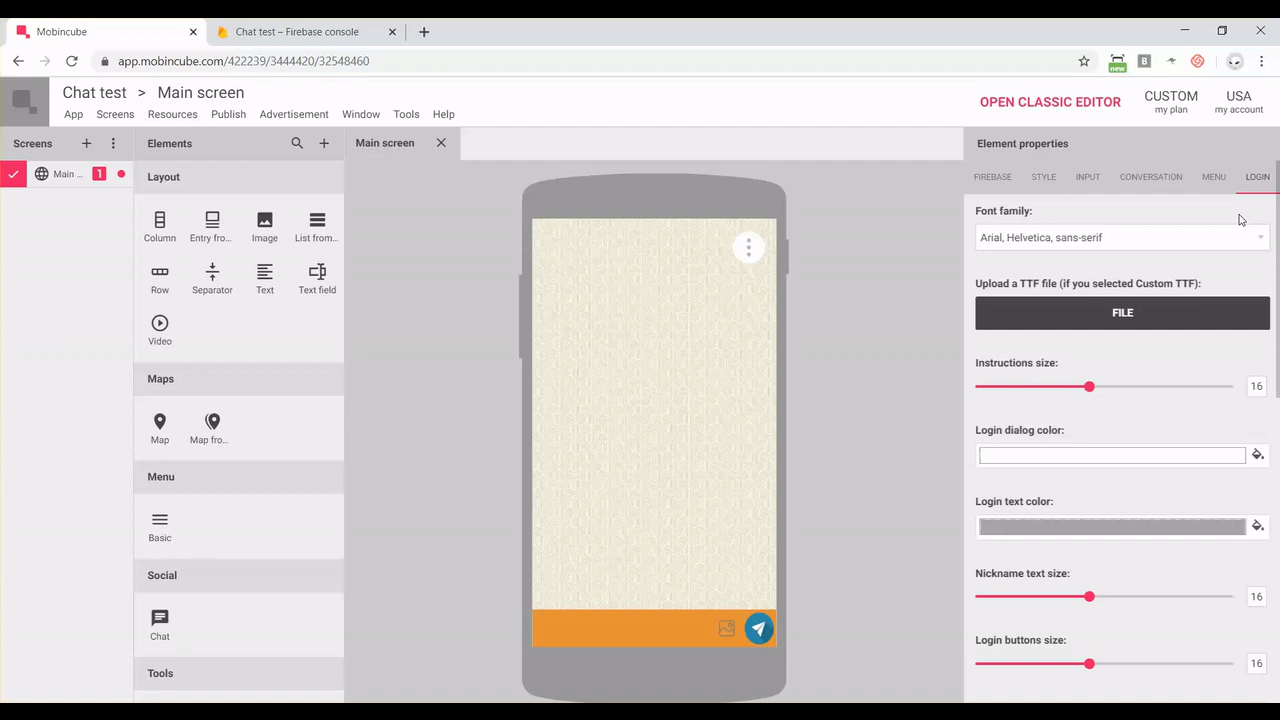 Mobincube
Chat test – Firebase console
app.mobincube.com/422239/3444420/32548460
new
B
Chat test > Main screen
App Screens Resources Publish Advertisement Window Tools Help
OPEN CLASSIC EDITOR
CUSTOM
my plan
USA
my account
Screens
Main ... 1
Elements
Layout
Column Entry fro... Image List from...
Row Separator Text Text field
Video
Maps
Map Map fro...
Menu
Basic
Social
Chat
Tools
Main screen
Element properties
FIREBASE STYLE INPUT CONVERSATION MENU LOGIN
Font family:
Arial, Helvetica, sans-serif
Upload a TTF file (if you selected Custom TTF):
FILE
Instructions size:
16
Login dialog color:
Login text color:
Nickname text size:
16
Login buttons size:
16